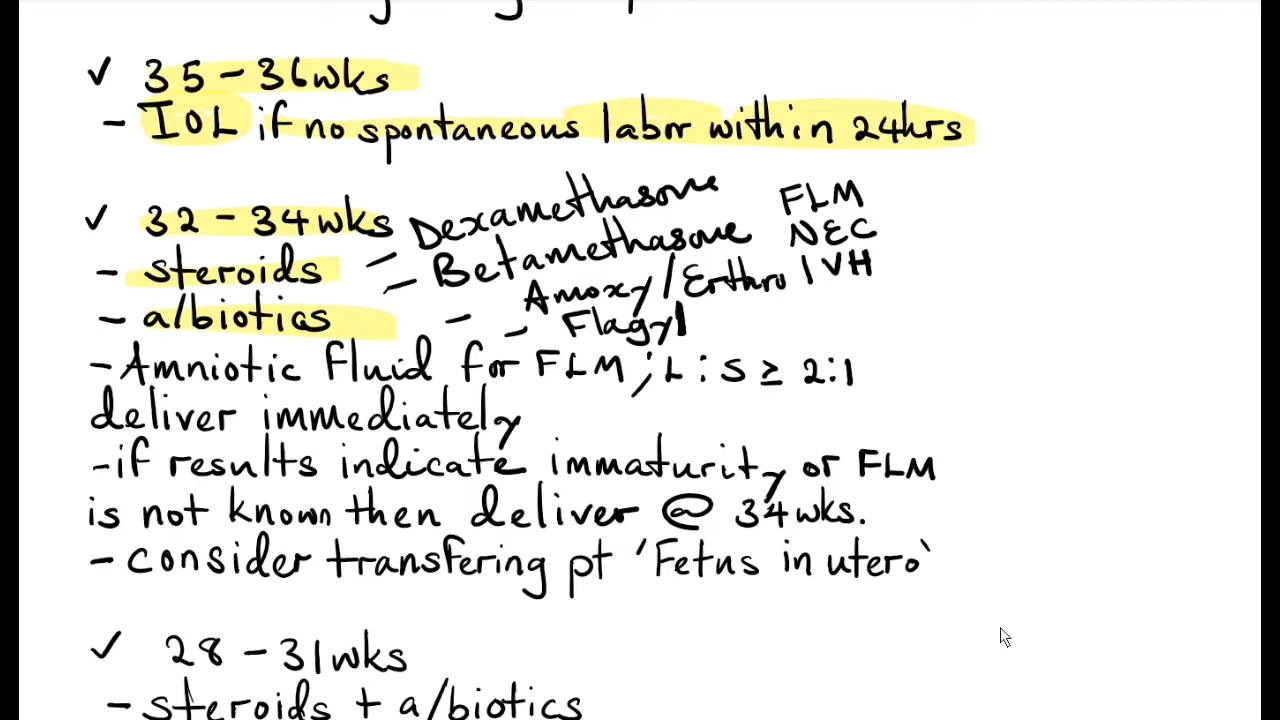 ✓ 35 - 36wks
- IOL if no spontaneous labor within 24hrs
✓ 32 - 34wks
- steroids
- Dexamethasone
- Betamethasone
FLM
NEC
IVH
- a/biotics
- Amoxy/Erthro
- Flagyl
- Amniotic Fluid for FLM; L:S ≥ 2:1
deliver immediately
- if results indicate immaturity or FLM
is not known then deliver @ 34wks.
- consider transfering pt 'Fetus in utero`
✓ 28 - 31wks
- steroids + a/biotics